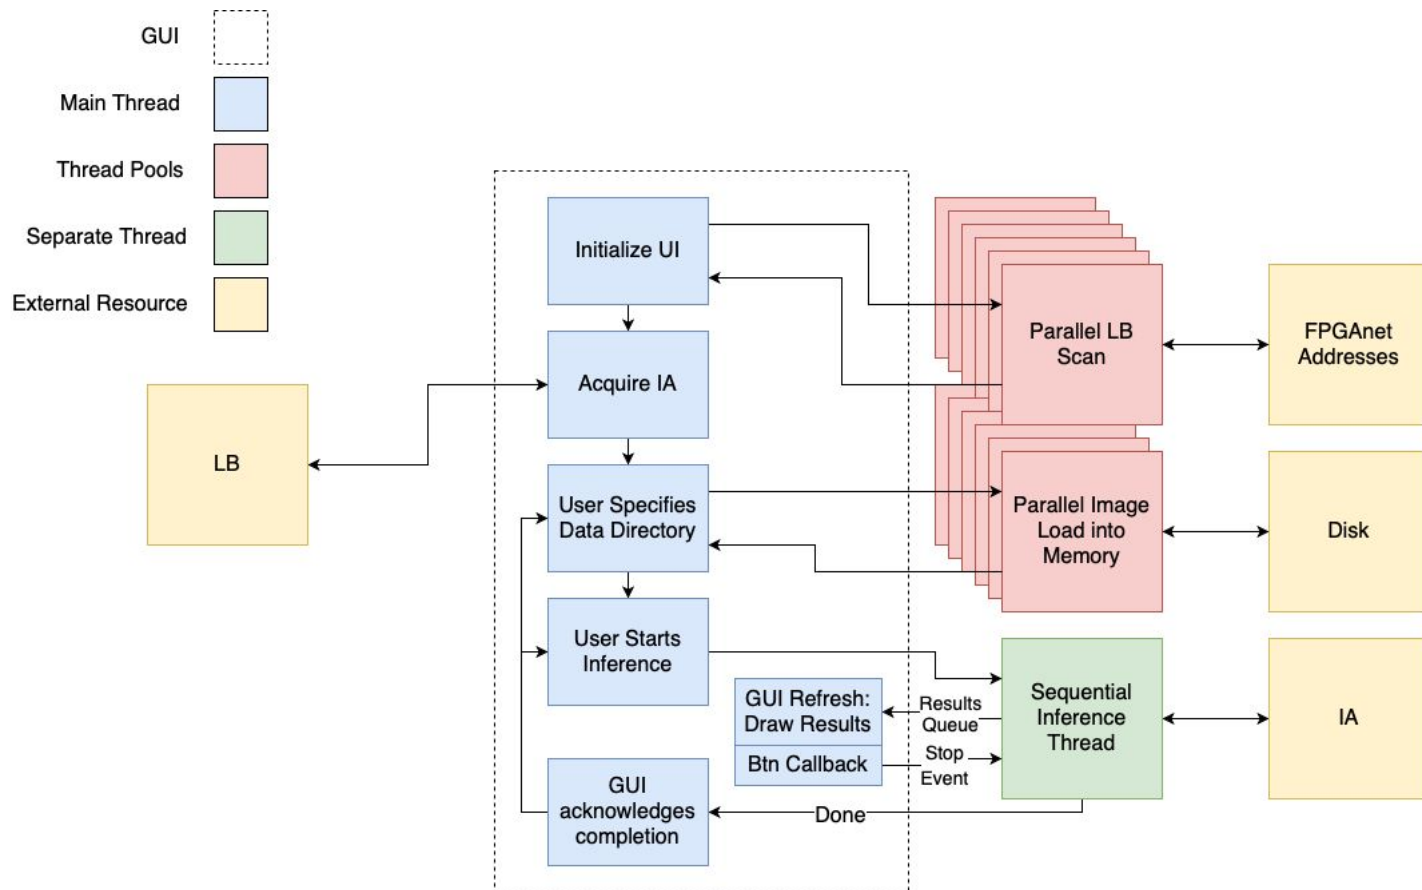 GUI
Main Thread
Thread Pools
Separate Thread
External Resource
LB
Initialize UI
Acquire IA
User Specifies
Data Directory
User Starts
Inference
GUI Refresh:
Draw Results
Btn Callback
GUI
acknowledges
completion
Results
Queue
Stop
Event
Done
Parallel LB
Scan
Parallel Image
Load into
Memory
Sequential
Inference
Thread
FPGAnet
Addresses
Disk
IA